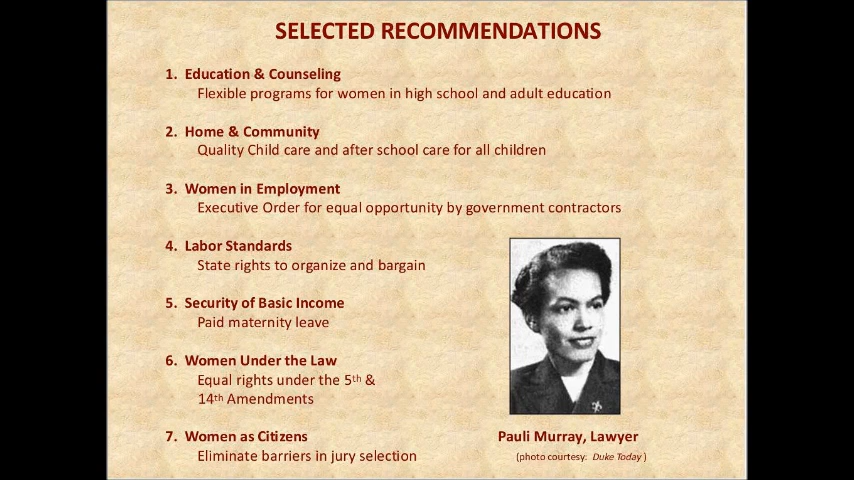 SELECTED RECOMMENDATIONS
1. Education & Counseling
Flexible programs for women in high school and adult education
2. Home & Community
Quality Child care and after school care for all children
3. Women in Employment
Executive Order for equal opportunity by government contractors
4. Labor Standards
State rights to organize and bargain
5. Security of Basic Income
Paid maternity leave
6. Women Under the Law
Equal rights under the 5th &
14th Amendments
7. Women as Citizens
Eliminate barriers in jury selection
Pauli Murray, Lawyer
(photo courtesy: Duke Today )